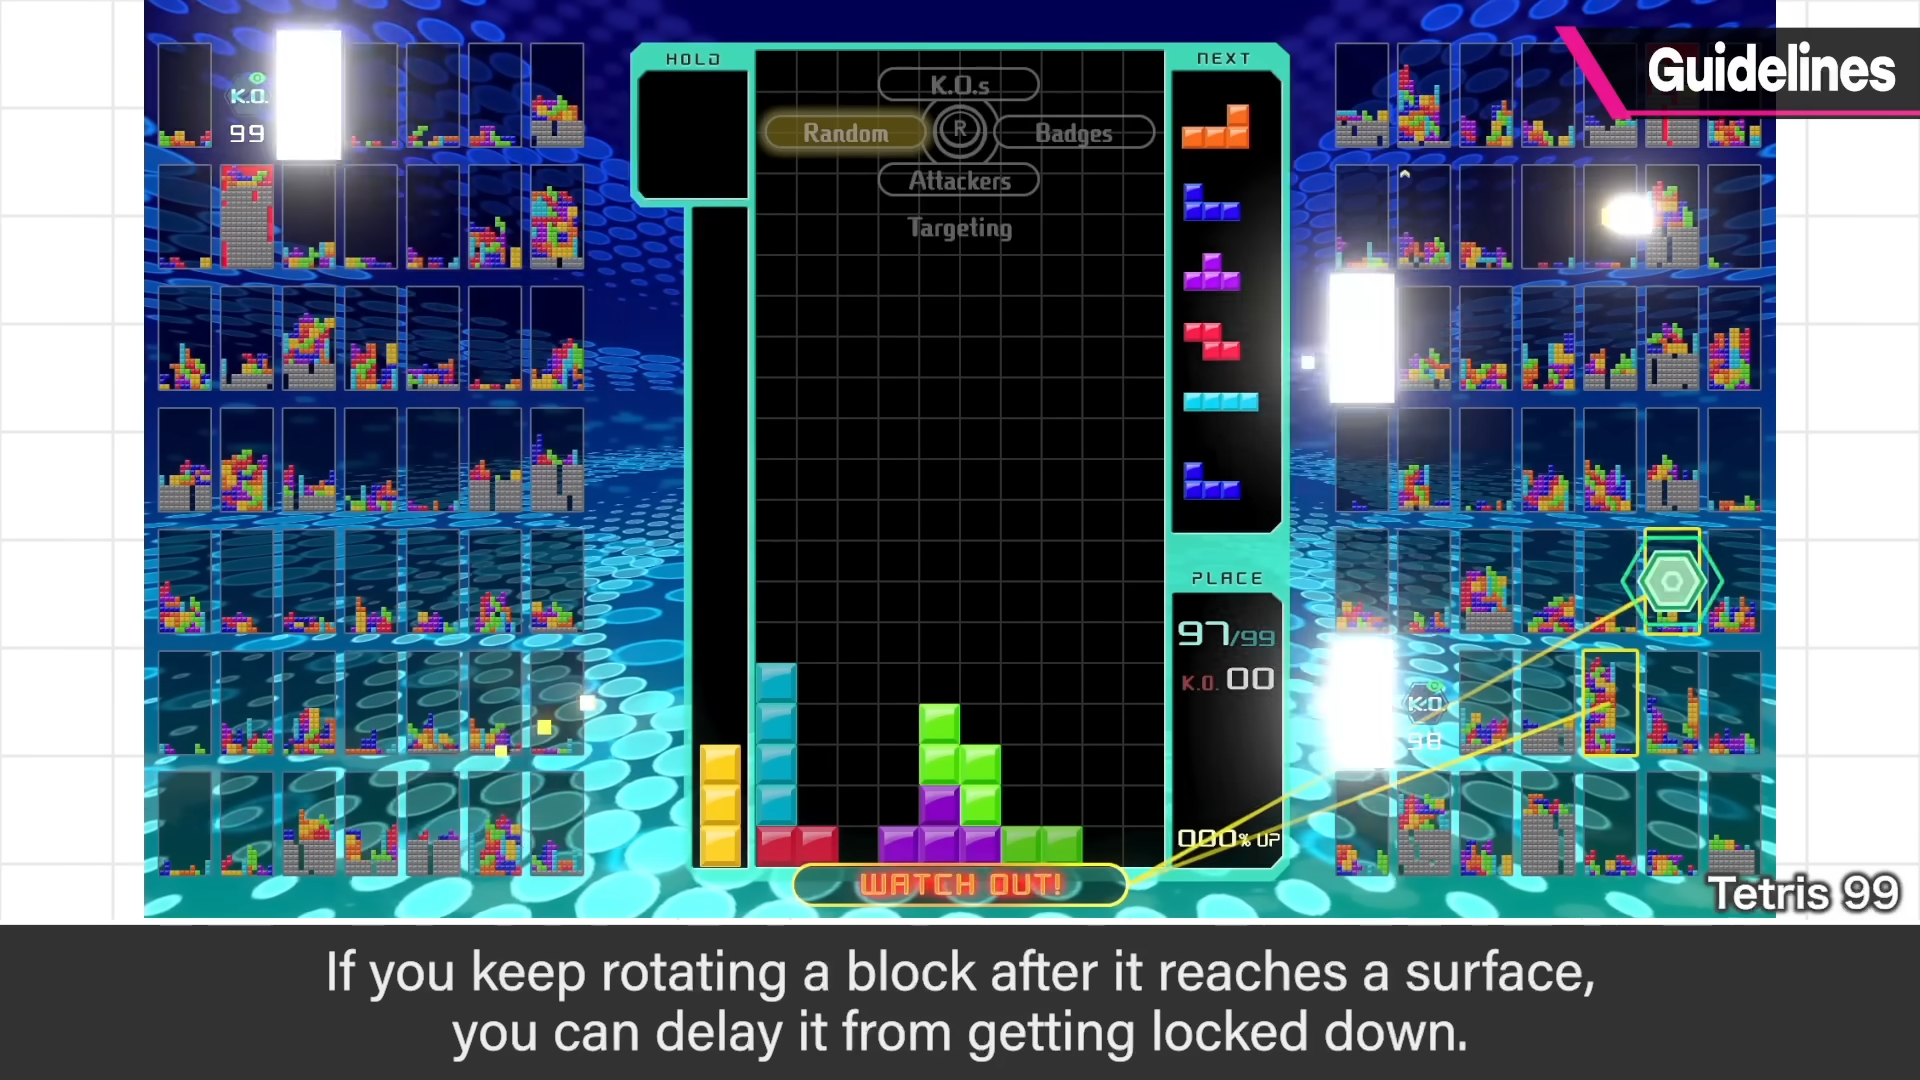 HOLD
K.O.s
Random
R
Badges
Attackers
Targeting
NEXT
Guidelines
K.O.
99
PLACE
97/99
K.O. 00
000% UP
K.O.
98
WATCH OUT!
Tetris 99
If you keep rotating a block after it reaches a surface,
you can delay it from getting locked down.